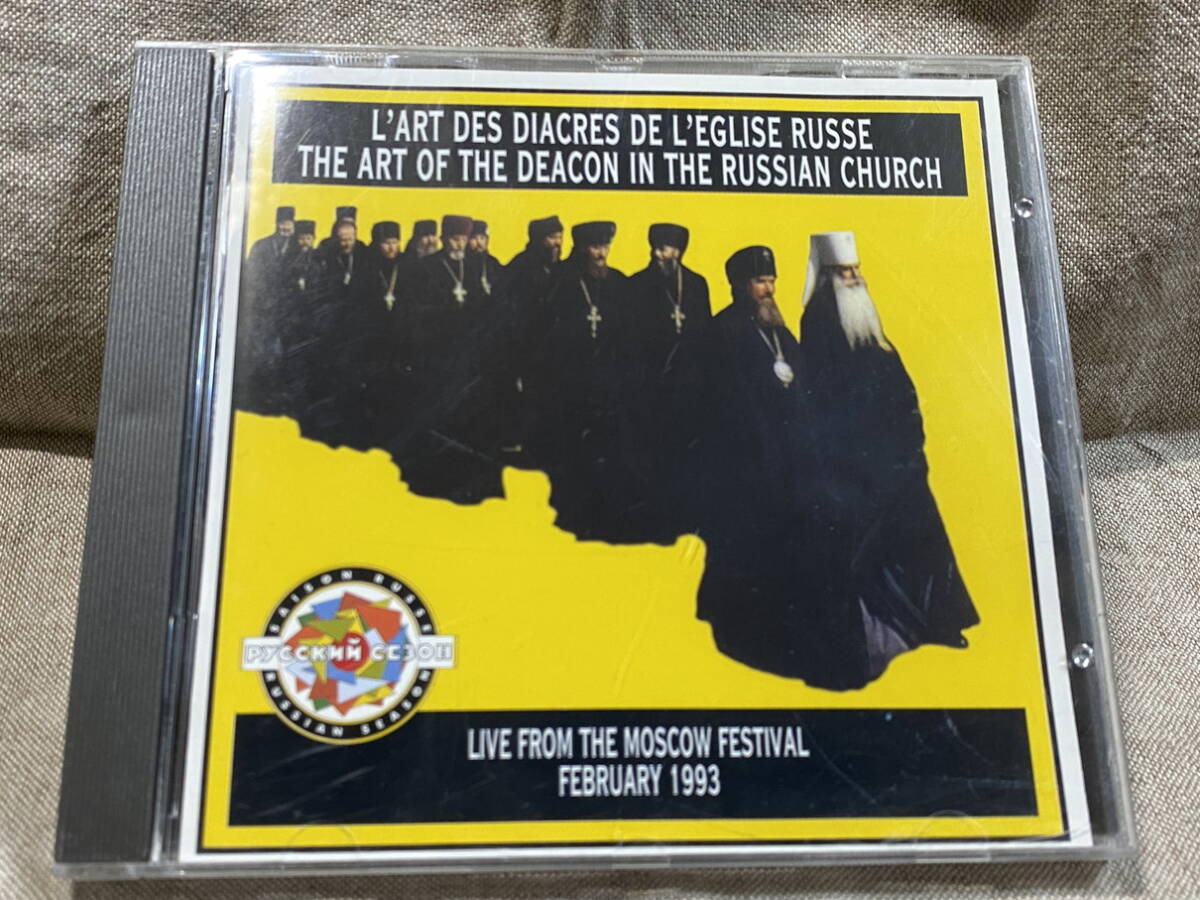 L'ART DES DIACRES DE L'EGLISE RUSSE
THE ART OF THE DEACON IN THE RUSSIAN CHURCH
SAISON RUSSE
РУССКИЙ СЕЗОН
RUSSIAN SEASON
LIVE FROM THE MOSCOW FESTIVAL
FEBRUARY 1993